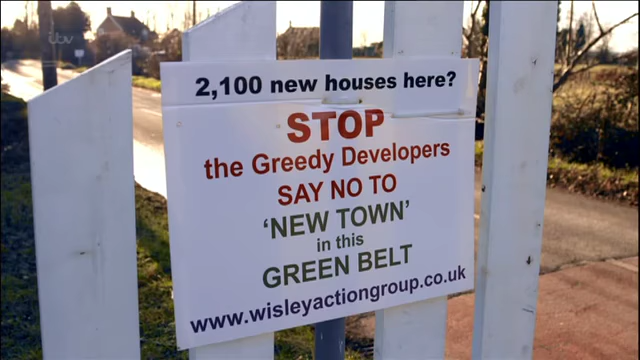 itv
2,100 new houses here?
STOP
the Greedy Developers
SAY NO TO
'NEW TOWN'
in this
GREEN BELT
www.wisleyactiongroup.co.uk